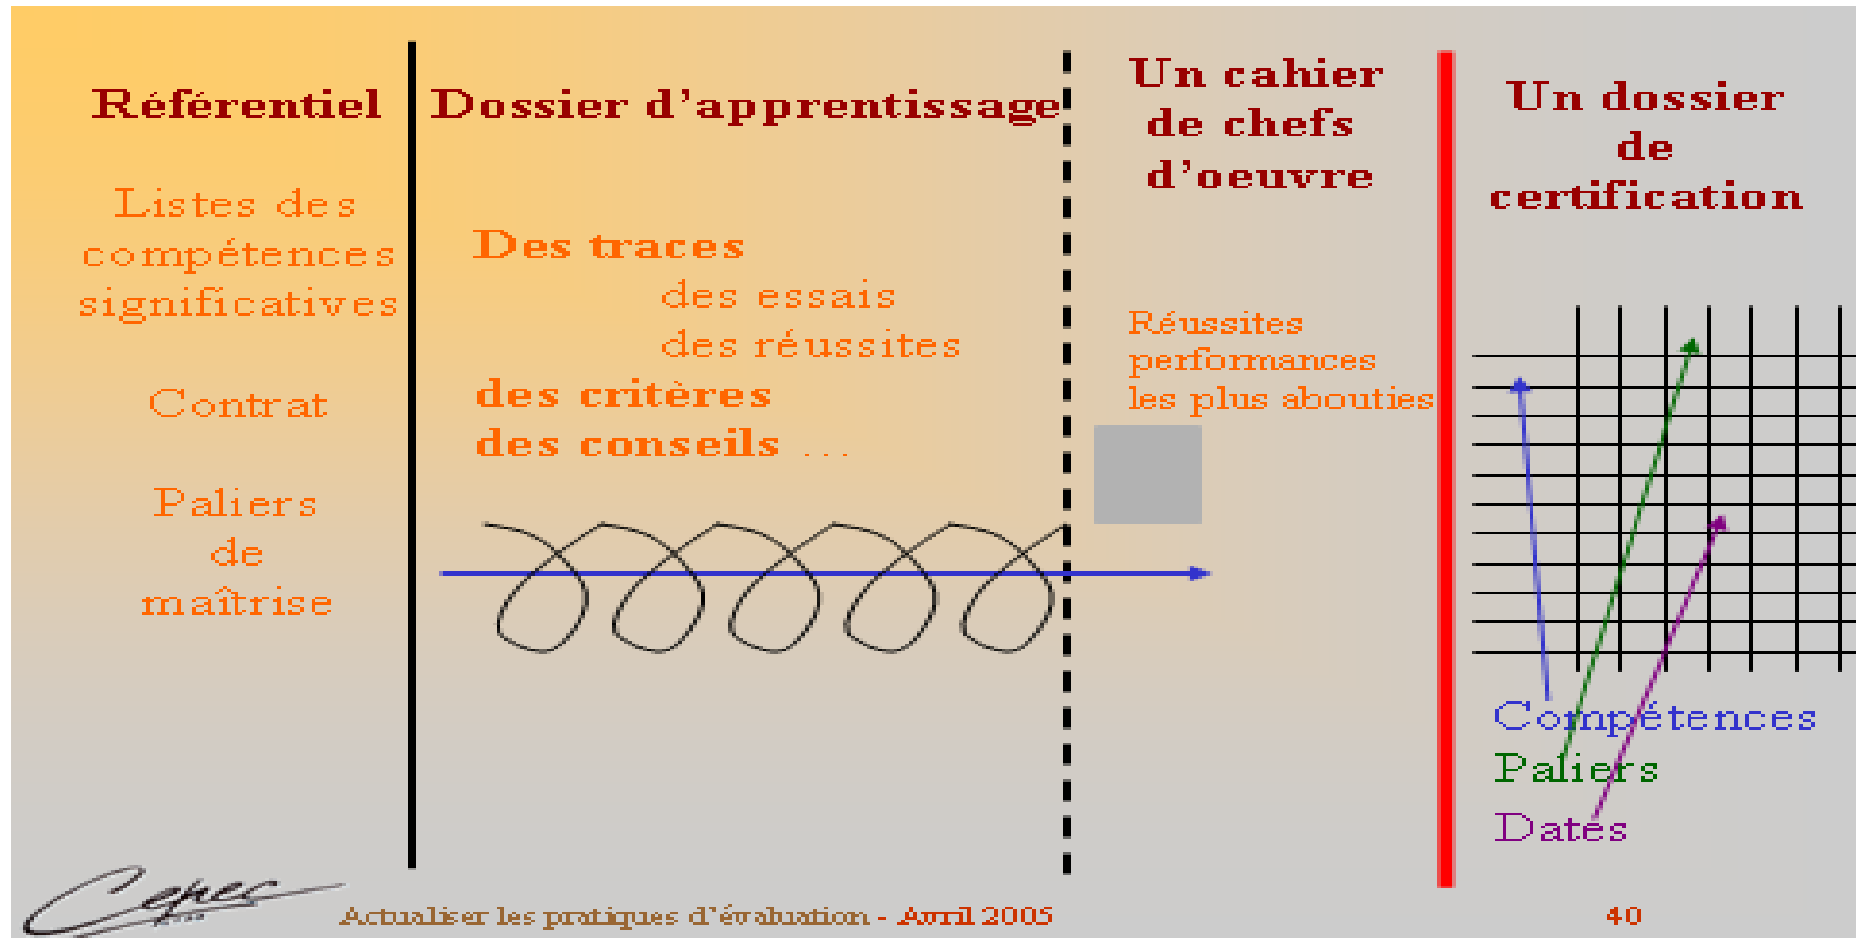 Référentiel
Listes des
compétences
significatives
Contrat
Paliers
de
maîtrise
Dossier d’apprentissage
Des traces
des essais
des réussites
des critères
des conseils ...
Un cahier
de chefs
d’oeuvre
Réussites
performances
les plus abouties
Un dossier
de
certification
Compétences
Paliers
Dates
Cepec
Actualiser les pratiques d’évaluation - Avril 2005
40